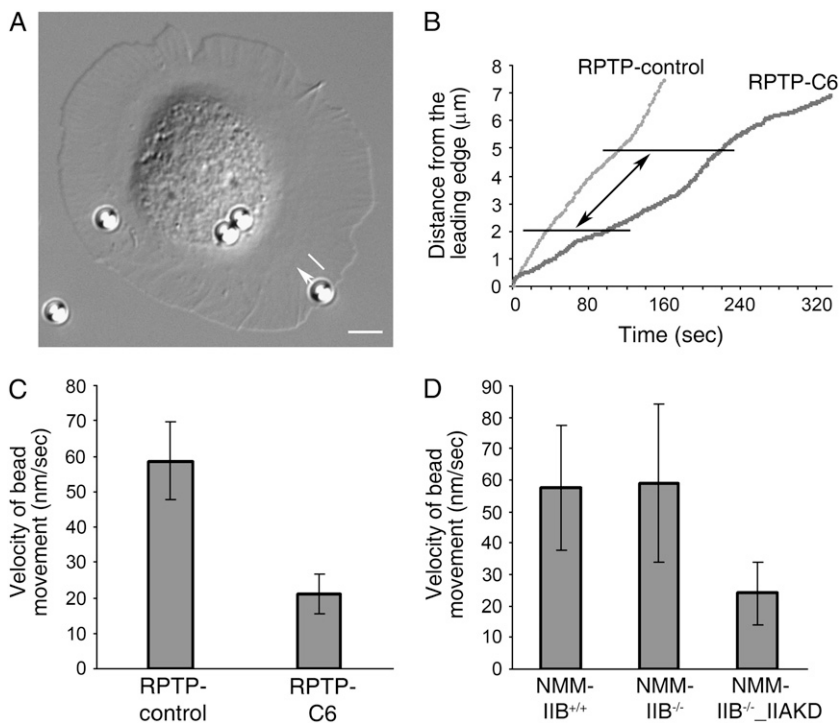 A
B
RPTP-control
RPTP-C6
Distance from the
leading edge (μm)
8
7
6
5
4
3
2
1
0
0 80 160 240 320
Time (sec)
C
Velocity of bead
movement (nm/sec)
80
70
60
50
40
30
20
10
0
RPTP-
control
RPTP-
C6
D
Velocity of bead
movement (nm/sec)
90
80
70
60
50
40
30
20
10
0
NMM-
IIB+/+
NMM-
IIB-/-
NMM-
IIB-/-_IIAKD